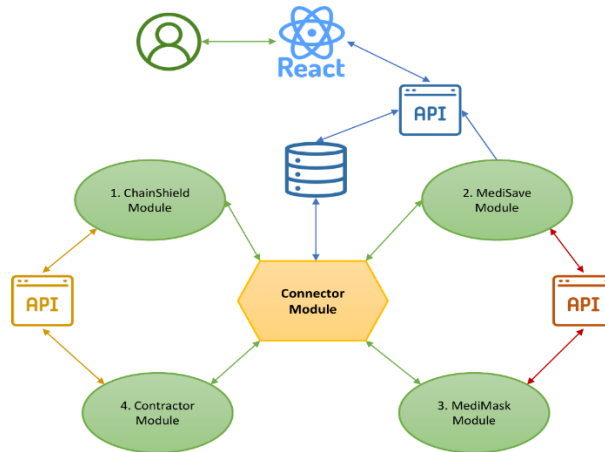 React
API
1. ChainShield
Module
2. MediSave
Module
API
Connector
Module
API
4. Contractor
Module
3. MediMask
Module